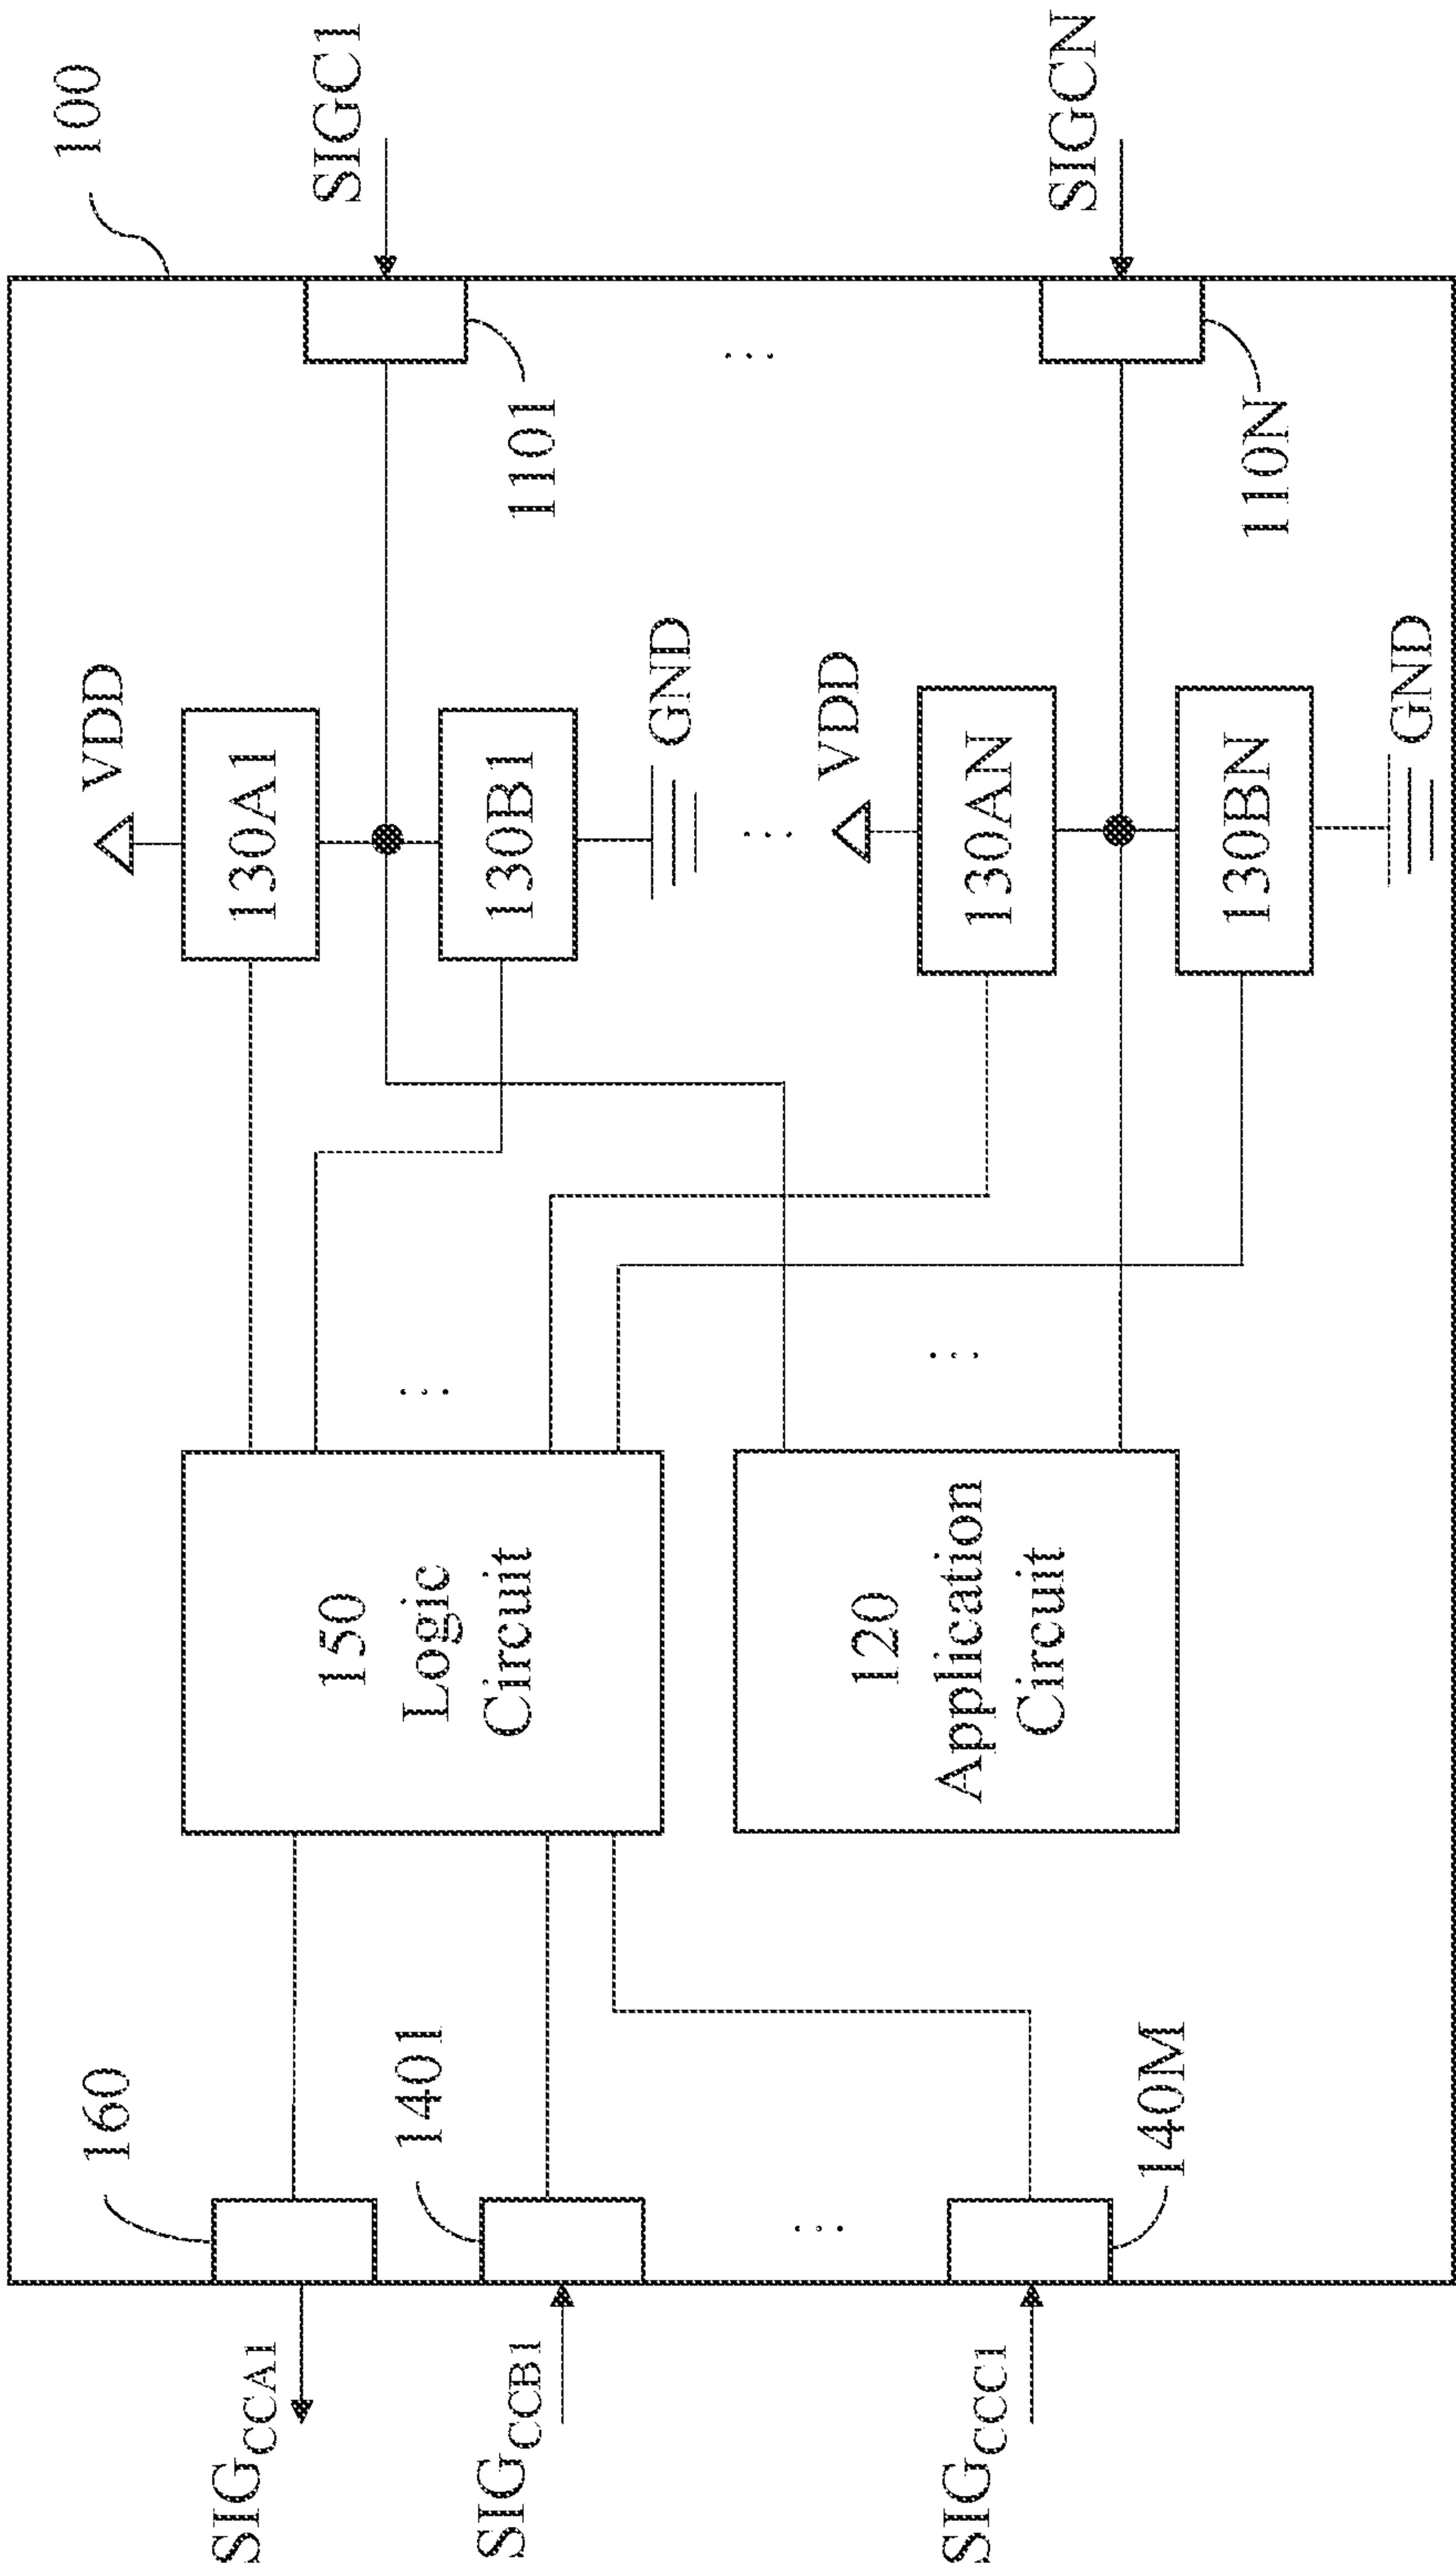 100
SIGCCA1
160
VDD
SIGC1
130A1
150
Logic
Circuit
1401
SIGCCB1
130B1
1101
GND
...
...
...
...
VDD
...
120
Application
Circuit
130AN
SIGCN
SIGCCC1
140M
130BN
110N
GND